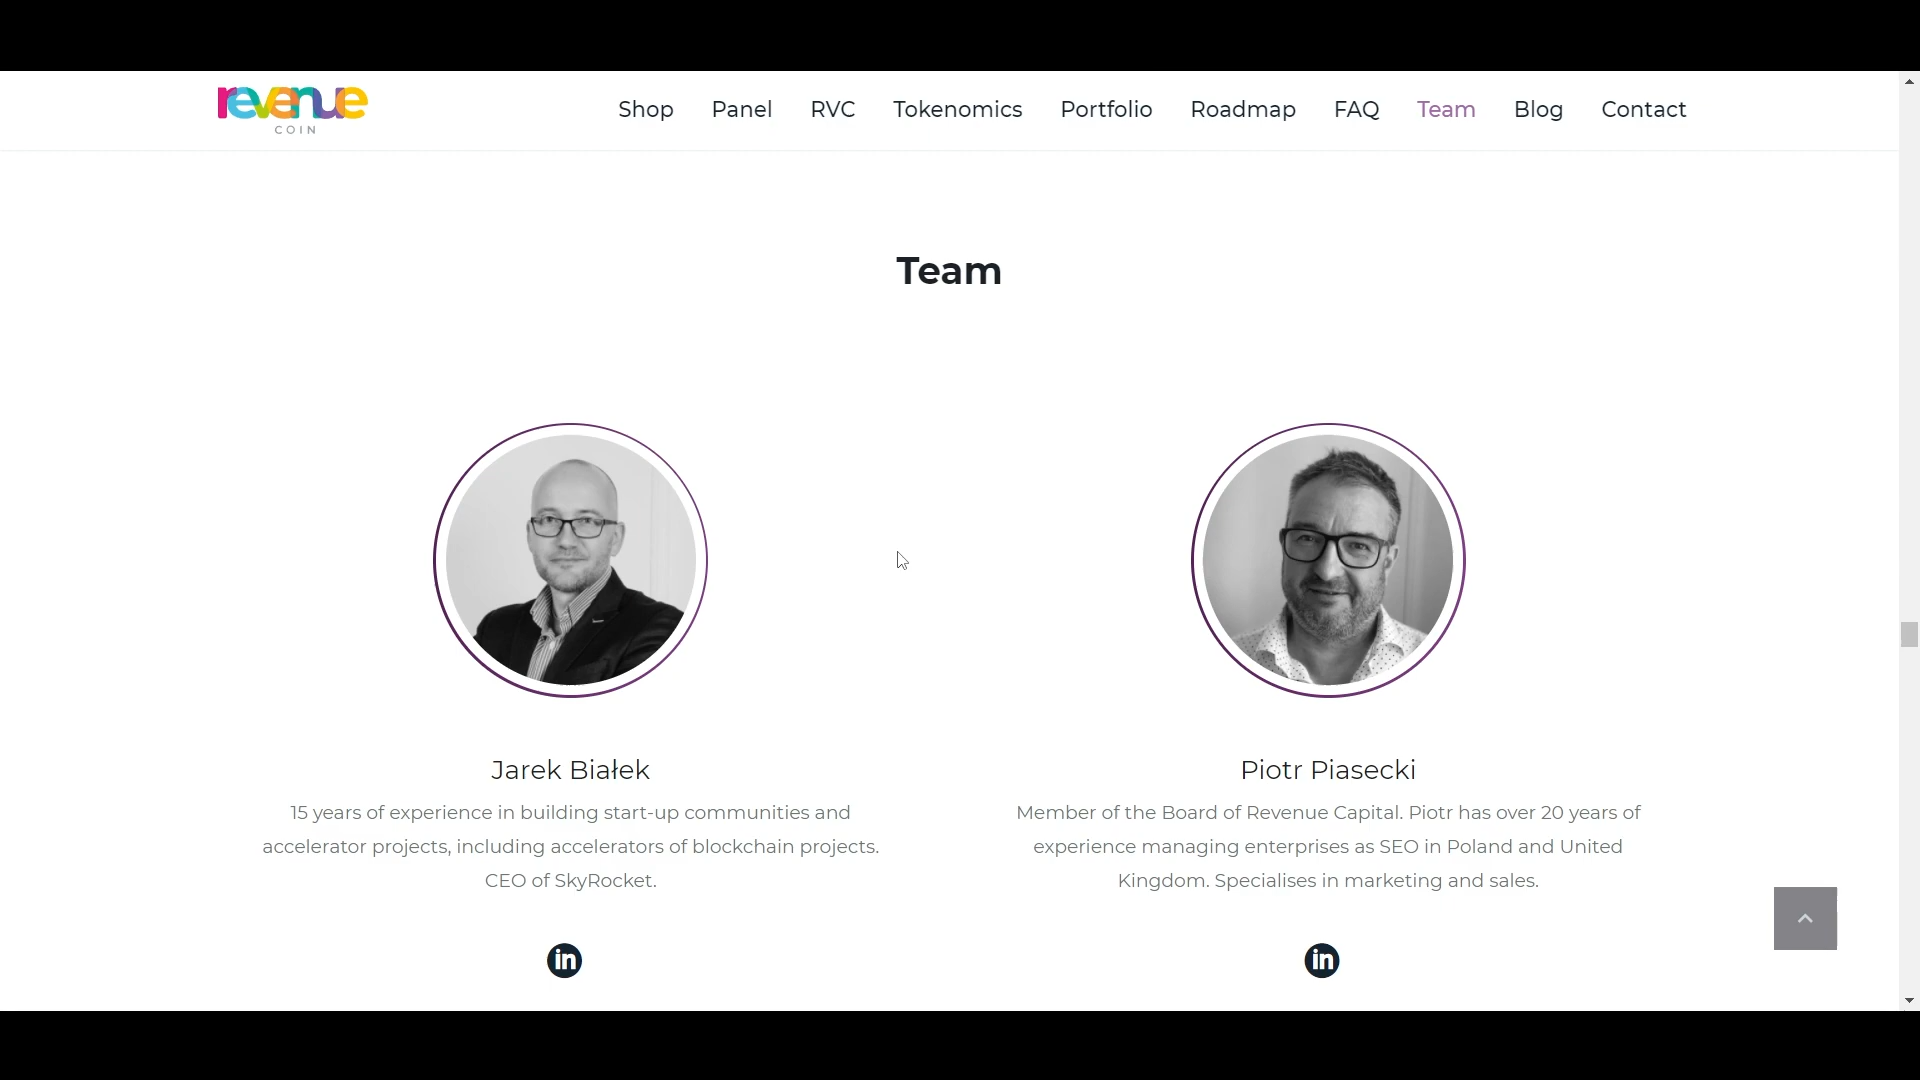 revenue
COIN
Shop Panel RVC Tokenomics Portfolio Roadmap FAQ Team Blog Contact
Team
Jarek Białek
15 years of experience in building start-up communities and
accelerator projects, including accelerators of blockchain projects.
CEO of SkyRocket.
in
Piotr Piasecki
Member of the Board of Revenue Capital. Piotr has over 20 years of
experience managing enterprises as SEO in Poland and United
Kingdom. Specialises in marketing and sales.
in